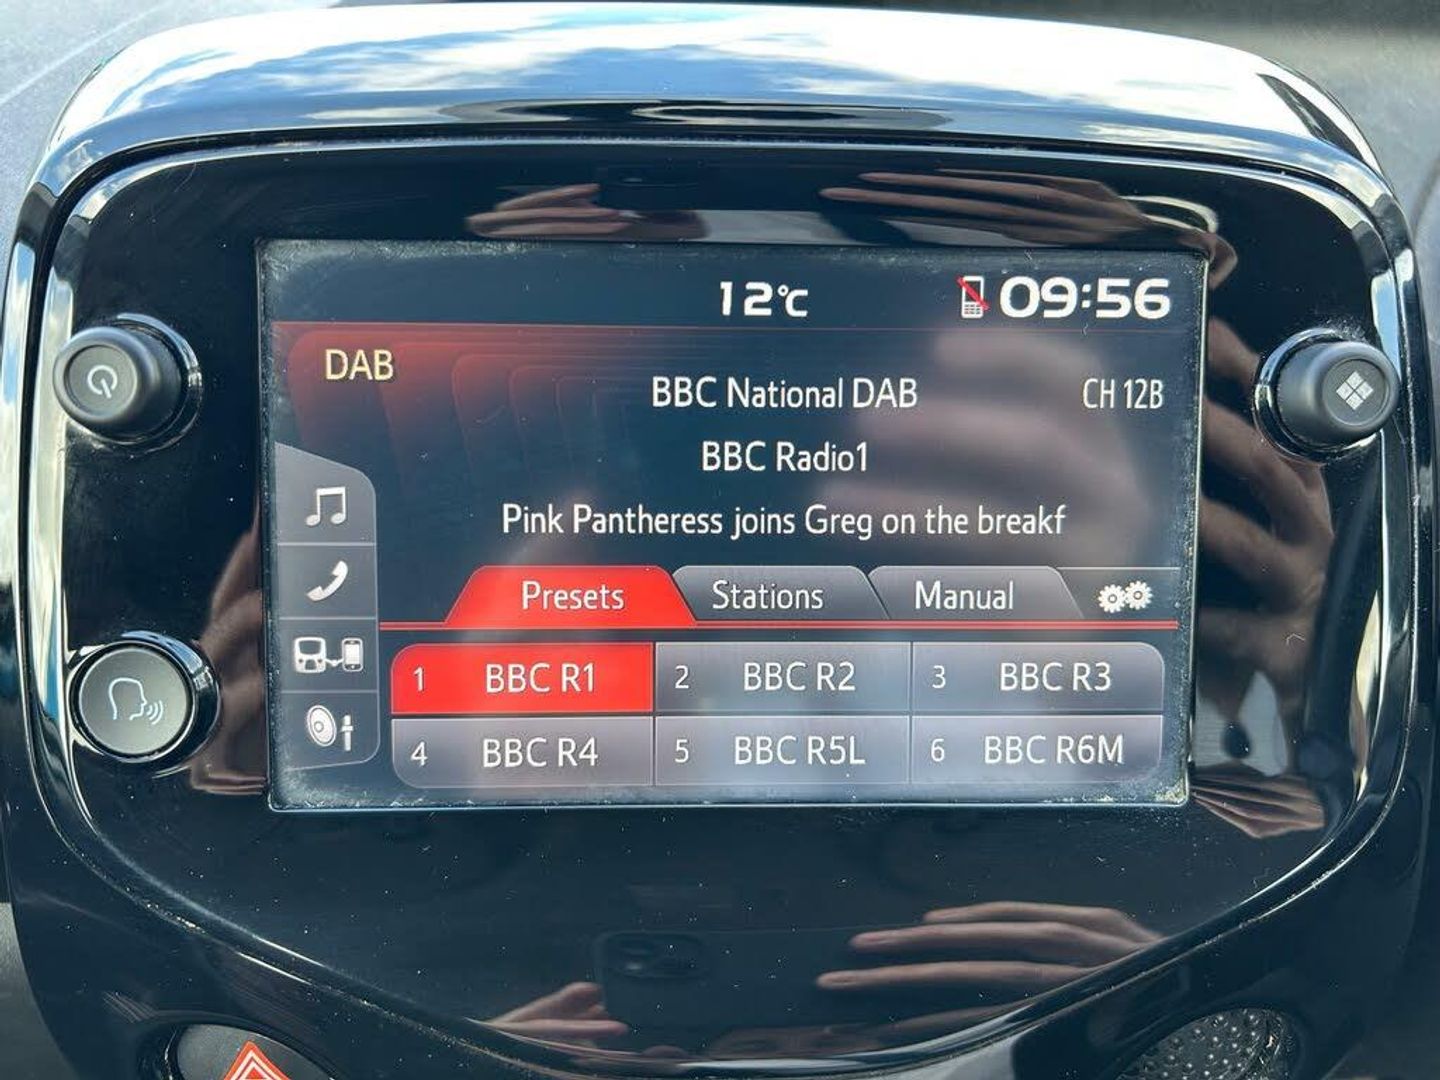 12°C 09:56
DAB
BBC National DAB CH 12B
BBC Radio1
Pink Pantheress joins Greg on the breakf
Presets Stations Manual
1 BBC R1 2 BBC R2 3 BBC R3
4 BBC R4 5 BBC R5L 6 BBC R6M